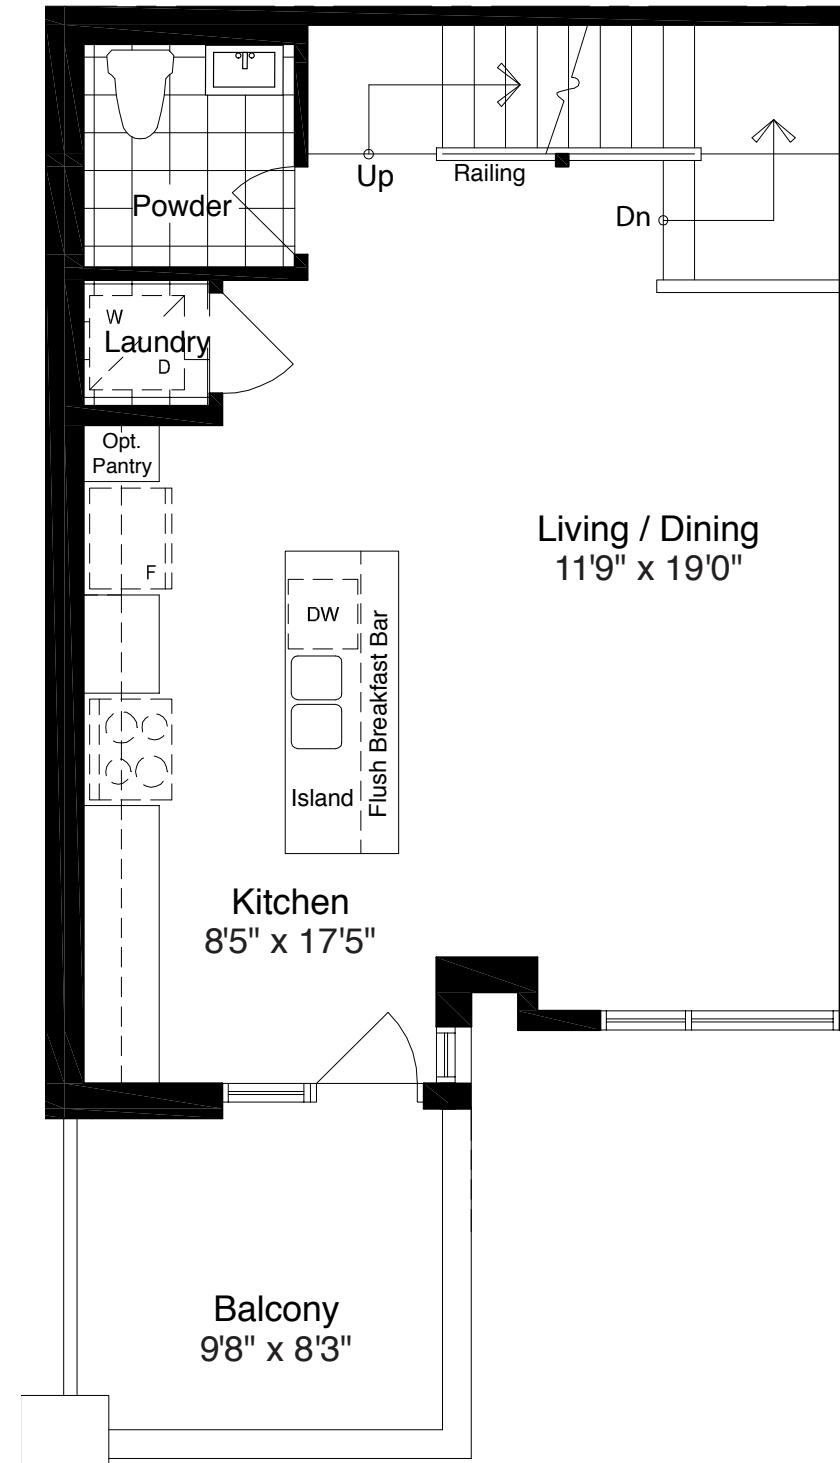 Up
Railing
Powder
Dn
W
Laundry
D
Opt.
Pantry
F
Living / Dining
11'9" x 19'0"
DW
Flush Breakfast Bar
Island
Kitchen
8'5" x 17'5"
Balcony
9'8" x 8'3"